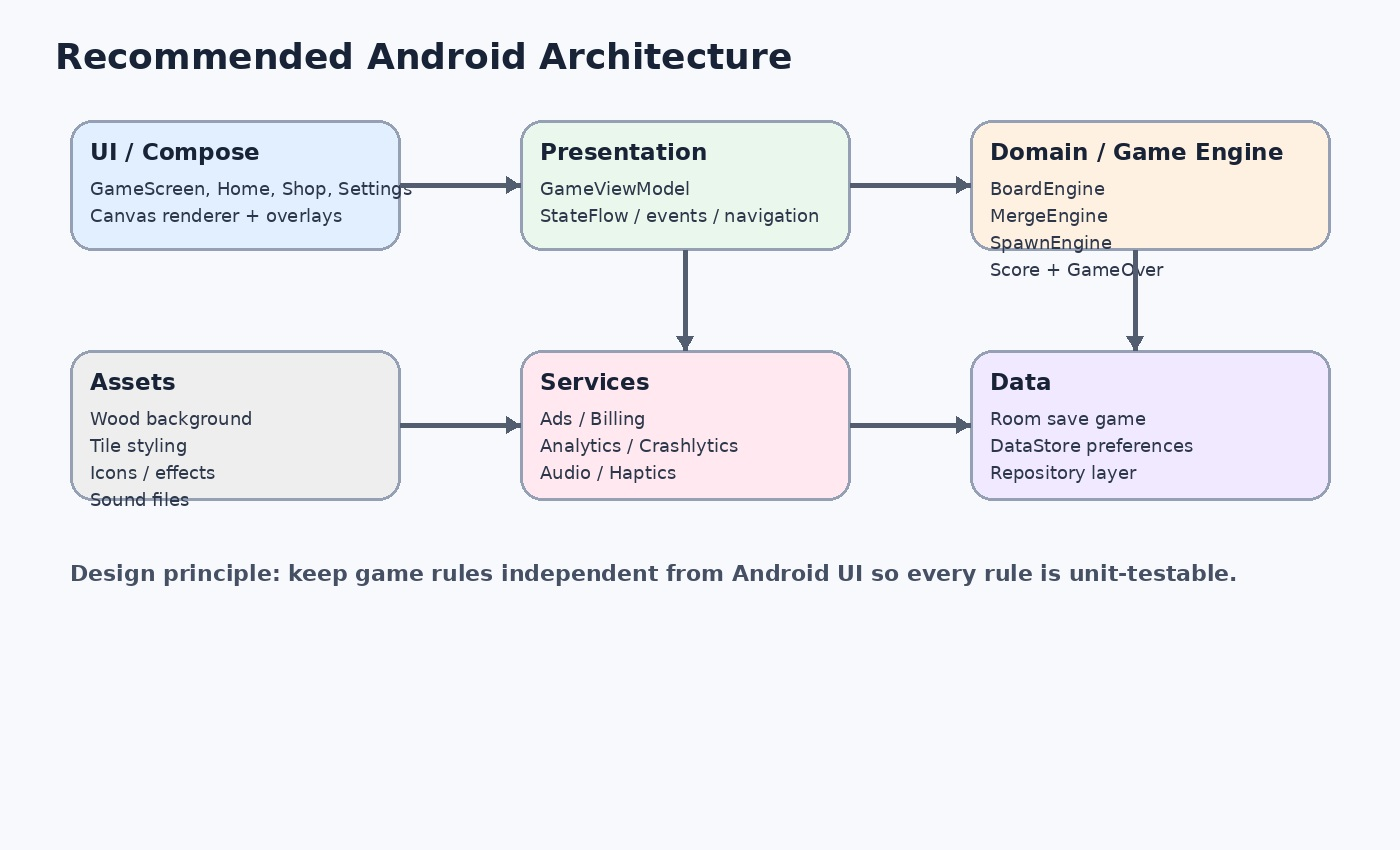 Recommended Android Architecture
UI / Compose
GameScreen, Home, Shop, Settings
Canvas renderer + overlays
Presentation
GameViewModel
StateFlow / events / navigation
Domain / Game Engine
BoardEngine
MergeEngine
SpawnEngine
Score + GameOver
Assets
Wood background
Tile styling
Icons / effects
Sound files
Services
Ads / Billing
Analytics / Crashlytics
Audio / Haptics
Data
Room save game
DataStore preferences
Repository layer
Design principle: keep game rules independent from Android UI so every rule is unit-testable.